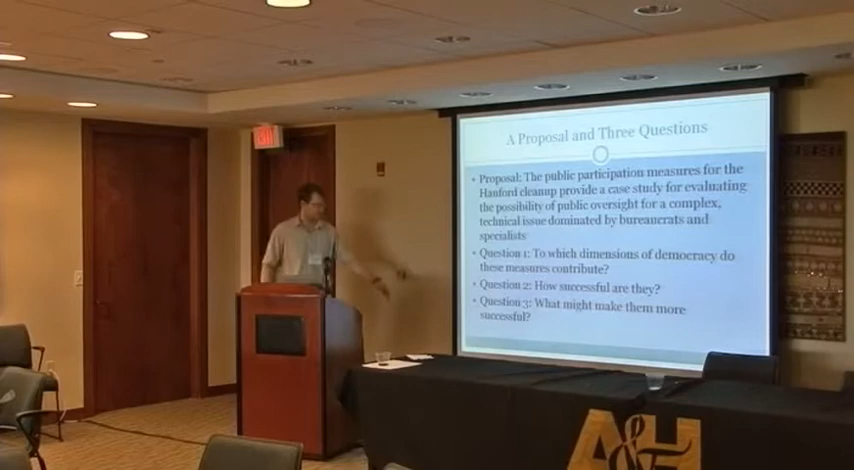 EXIT
A Proposal and Three Questions
• Proposal: The public participation measures for the
Hanford cleanup provide a case study for evaluating
the possibility of public oversight for a complex,
technical issue dominated by bureaucrats and
specialists
• Question 1: To which dimensions of democracy do
these measures contribute?
• Question 2: How successful are they?
• Question 3: What might make them more
successful?
A&H